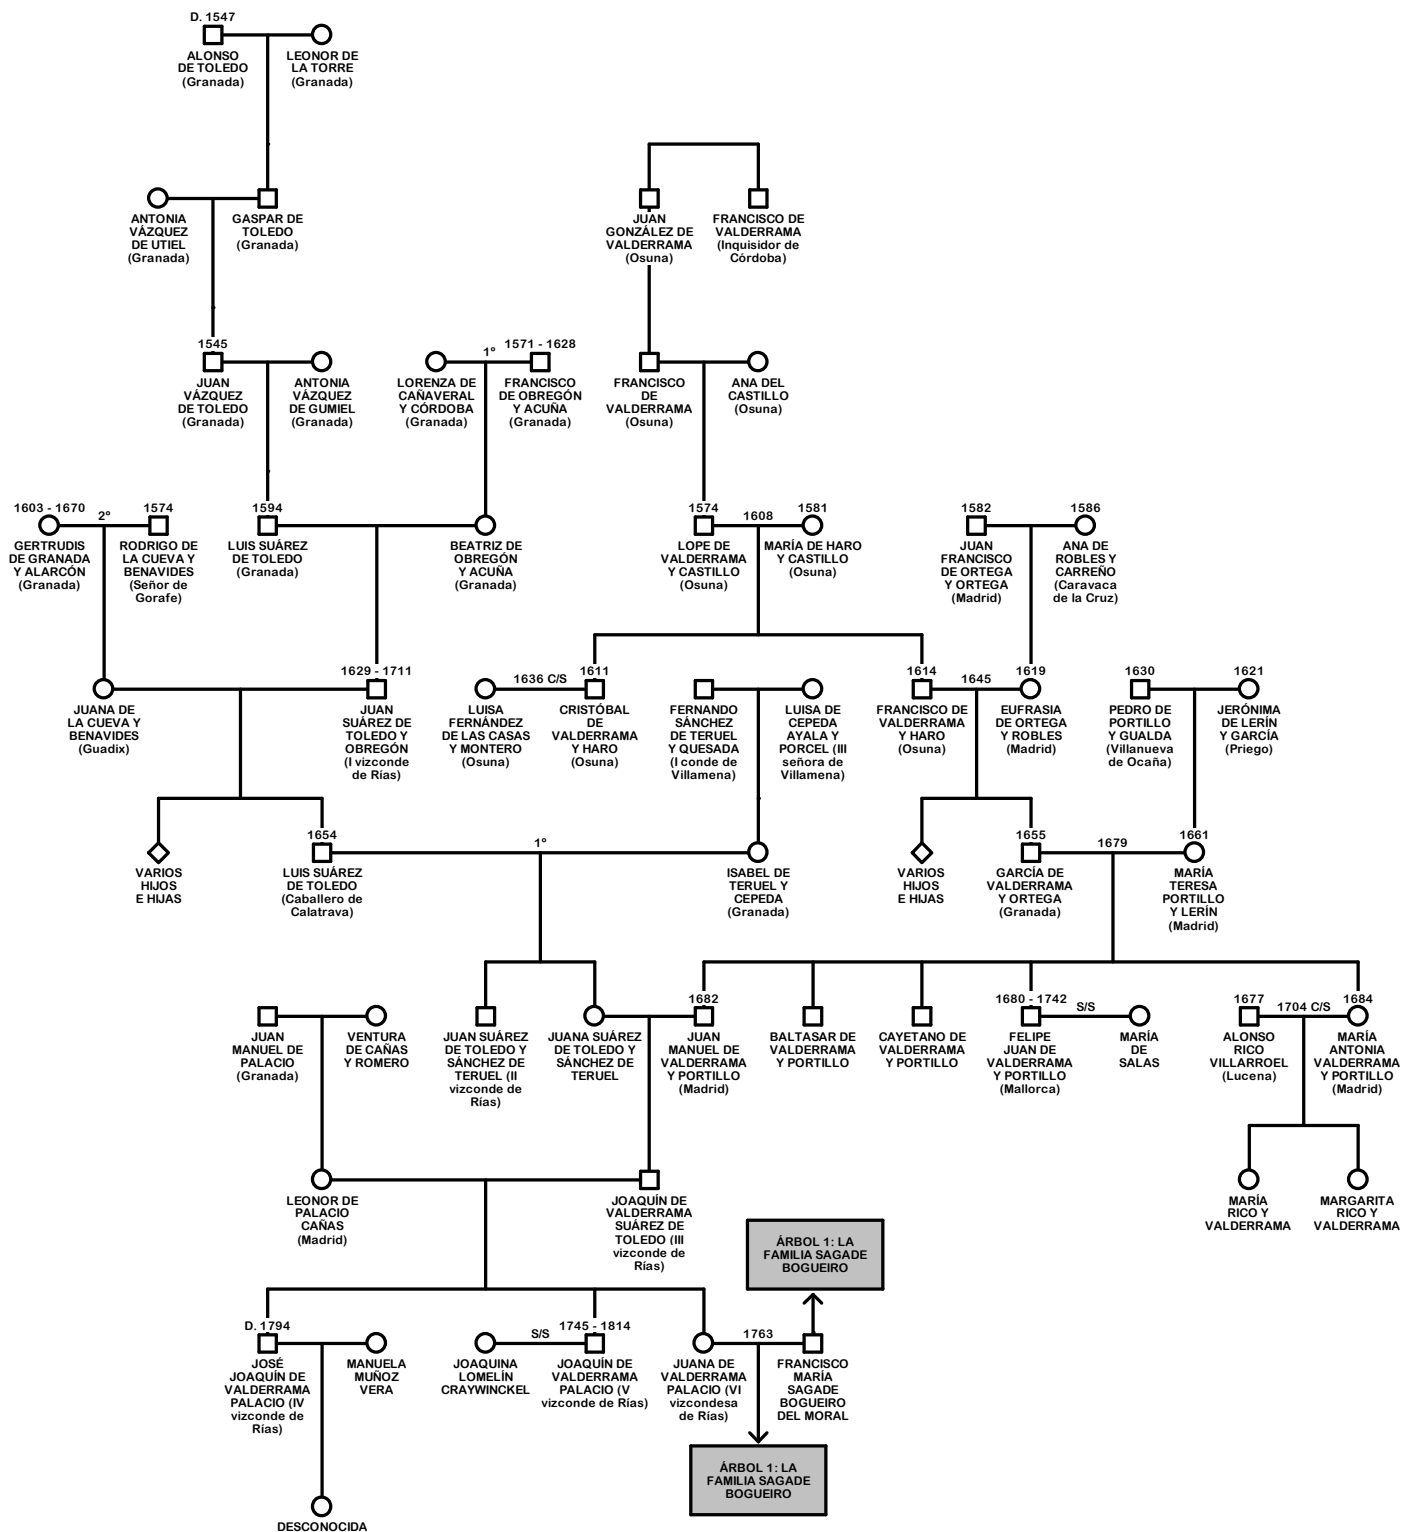 D. 1547
ALONSO
DE TOLEDO
(Granada)
LEONOR DE
LA TORRE
(Granada)
ANTONIA
VÁZQUEZ
DE UTIEL
(Granada)
GASPAR DE
TOLEDO
(Granada)
JUAN
GONZÁLEZ DE
VALDERRAMA
(Osuna)
FRANCISCO DE
VALDERRAMA
(Inquisidor de
Córdoba)
1545
JUAN
VÁZQUEZ
DE TOLEDO
(Granada)
ANTONIA
VÁZQUEZ
DE GUMIEL
(Granada)
1º
LORENZA DE
CAÑAVERAL
Y CÓRDOBA
(Granada)
1571 - 1628
FRANCISCO
DE OBREGÓN
Y ACUÑA
(Granada)
FRANCISCO
DE
VALDERRAMA
(Osuna)
ANA DEL
CASTILLO
(Osuna)
1603 - 1670
2º
GERTRUDIS
DE GRANADA
Y ALARCÓN
(Granada)
1574
RODRIGO DE
LA CUEVA Y
BENAVIDES
(Señor de
Gorafe)
1594
LUIS SUÁREZ
DE TOLEDO
(Granada)
BEATRIZ DE
OBREGÓN
Y ACUÑA
(Granada)
1574
LOPE DE
VALDERRAMA
Y CASTILLO
(Osuna)
1608
1581
MARÍA DE HARO
Y CASTILLO
(Osuna)
1582
JUAN
FRANCISCO
DE ORTEGA
Y ORTEGA
(Madrid)
1586
ANA DE
ROBLES Y
CARREÑO
(Caravaca
de la Cruz)
JUANA DE
LA CUEVA Y
BENAVIDES
(Guadix)
1629 - 1711
JUAN
SUÁREZ DE
TOLEDO Y
OBREGÓN
(I vizconde
de Rías)
LUISA
FERNÁNDEZ
DE LAS CASAS
Y MONTERO
(Osuna)
1636 C/S
1611
CRISTÓBAL
DE
VALDERRAMA
Y HARO
(Osuna)
FERNANDO
SÁNCHEZ
DE TERUEL
Y QUESADA
(I conde de
Villamena)
LUISA DE
CEPEDA
AYALA Y
PORCEL (III
señora de
Villamena)
1614
FRANCISCO DE
VALDERRAMA
Y HARO
(Osuna)
1645
1619
EUFRASIA
DE ORTEGA
Y ROBLES
(Madrid)
1630
PEDRO DE
PORTILLO
Y GUALDA
(Villanueva
de Ocaña)
1621
JERÓNIMA
DE LERÍN
Y GARCÍA
(Priego)
VARIOS
HIJOS
E HIJAS
1654
LUIS SUÁREZ
DE TOLEDO
(Caballero de
Calatrava)
1º
ISABEL DE
TERUEL Y
CEPEDA
(Granada)
VARIOS
HIJOS
E HIJAS
1655
GARCÍA DE
VALDERRAMA
Y ORTEGA
(Granada)
1679
1661
MARÍA
TERESA
PORTILLO
Y LERÍN
(Madrid)
JUAN
MANUEL DE
PALACIO
(Granada)
VENTURA
DE CAÑAS
Y ROMERO
JUAN SUÁREZ
DE TOLEDO Y
SÁNCHEZ DE
TERUEL (II
vizconde de
Rías)
JUANA SUÁREZ
DE TOLEDO Y
SÁNCHEZ DE
TERUEL
1682
JUAN
MANUEL DE
VALDERRAMA
Y PORTILLO
(Madrid)
BALTASAR DE
VALDERRAMA
Y PORTILLO
CAYETANO DE
VALDERRAMA
Y PORTILLO
1680 - 1742
FELIPE
JUAN DE
VALDERRAMA
Y PORTILLO
(Mallorca)
S/S
MARÍA
DE
SALAS
1677
ALONSO
RICO
VILLARROEL
(Lucena)
1704 C/S
1684
MARÍA
ANTONIA
VALDERRAMA
Y PORTILLO
(Madrid)
LEONOR DE
PALACIO
CAÑAS
(Madrid)
JOAQUÍN DE
VALDERRAMA
SUÁREZ DE
TOLEDO (III
vizconde de
Rías)
MARÍA
RICO Y
VALDERRAMA
MARGARITA
RICO Y
VALDERRAMA
ÁRBOL 1: LA
FAMILIA SAGADE
BOGUEIRO
D. 1794
JOSÉ
JOAQUÍN DE
VALDERRAMA
PALACIO (IV
vizconde de
Rías)
MANUELA
MUÑOZ
VERA
JOAQUINA
LOMELÍN
CRAYWINCKEL
S/S
1745 - 1814
JOAQUÍN DE
VALDERRAMA
PALACIO (V
vizconde de Rías)
JUANA DE
VALDERRAMA
PALACIO (VI
vizcondesa
de Rías)
1763
FRANCISCO
MARÍA
SAGADE
BOGUEIRO
DEL MORAL
ÁRBOL 1: LA
FAMILIA SAGADE
BOGUEIRO
DESCONOCIDA